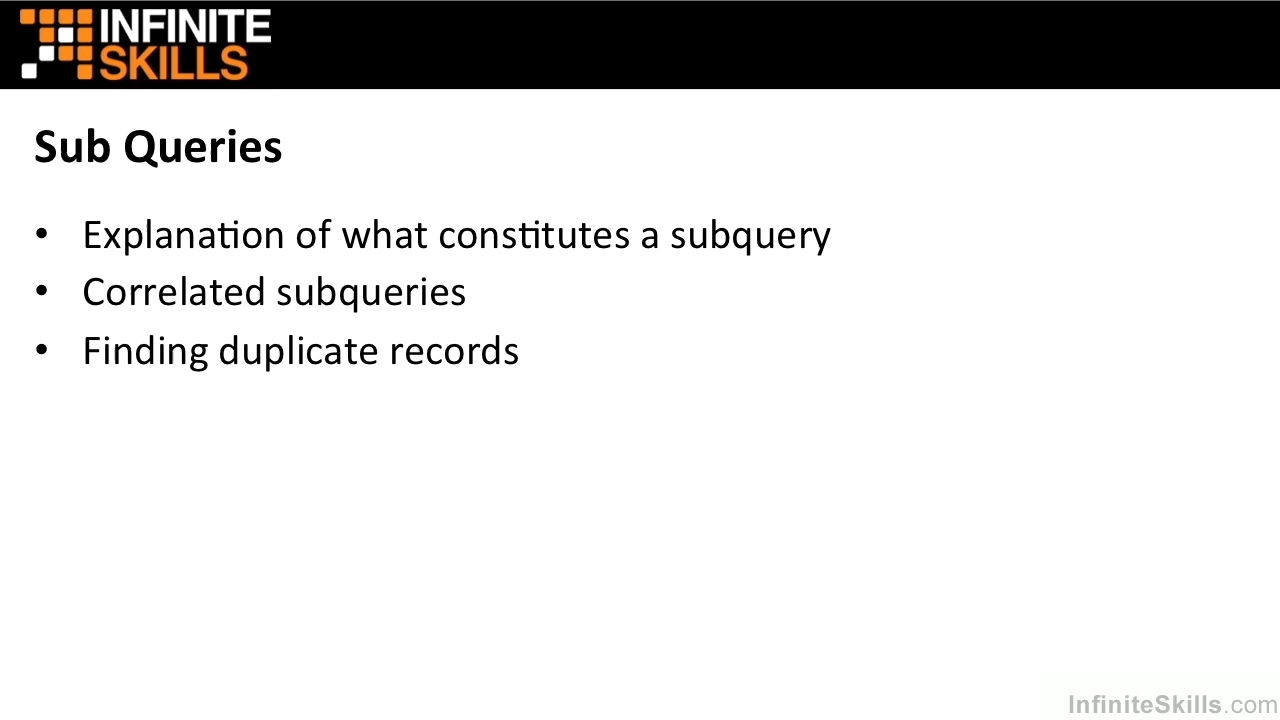 INFINITE
SKILLS
Sub Queries
• Explanation of what constitutes a subquery
• Correlated subqueries
• Finding duplicate records
InfiniteSkills.com